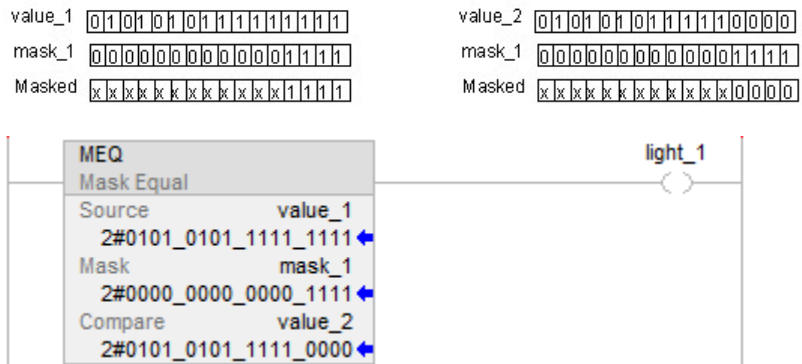 value_1 0101010111111111 value_2 0101010111110000
mask_1 0000000000001111 mask_1 0000000000001111
Masked xxxxxxxxxxxx1111 Masked xxxxxxxxxxxx0000
MEQ light_1
Mask Equal
Source value_1
2#0101_0101_1111_1111
Mask mask_1
2#0000_0000_0000_1111
Compare value_2
2#0101_0101_1111_0000